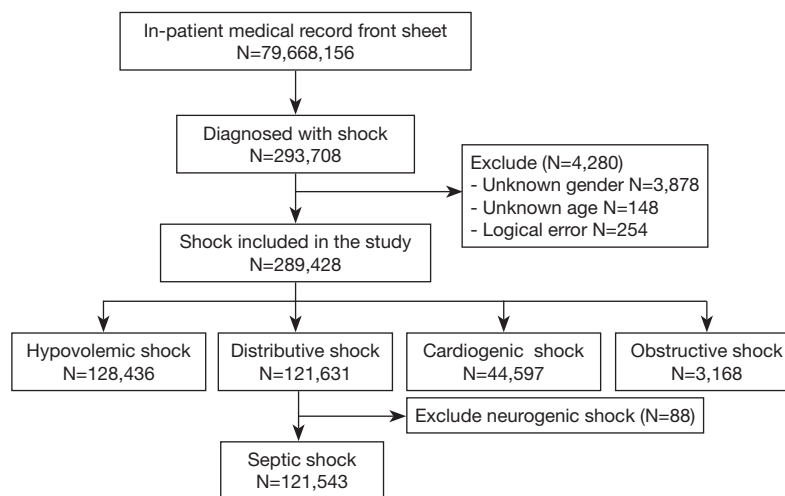 In-patient medical record front sheet
N=79,668,156
Diagnosed with shock
N=293,708
Exclude (N=4,280)
- Unknown gender N=3,878
- Unknown age N=148
- Logical error N=254
Shock included in the study
N=289,428
Hypovolemic shock
N=128,436
Distributive shock
N=121,631
Cardiogenic shock
N=44,597
Obstructive shock
N=3,168
Exclude neurogenic shock (N=88)
Septic shock
N=121,543